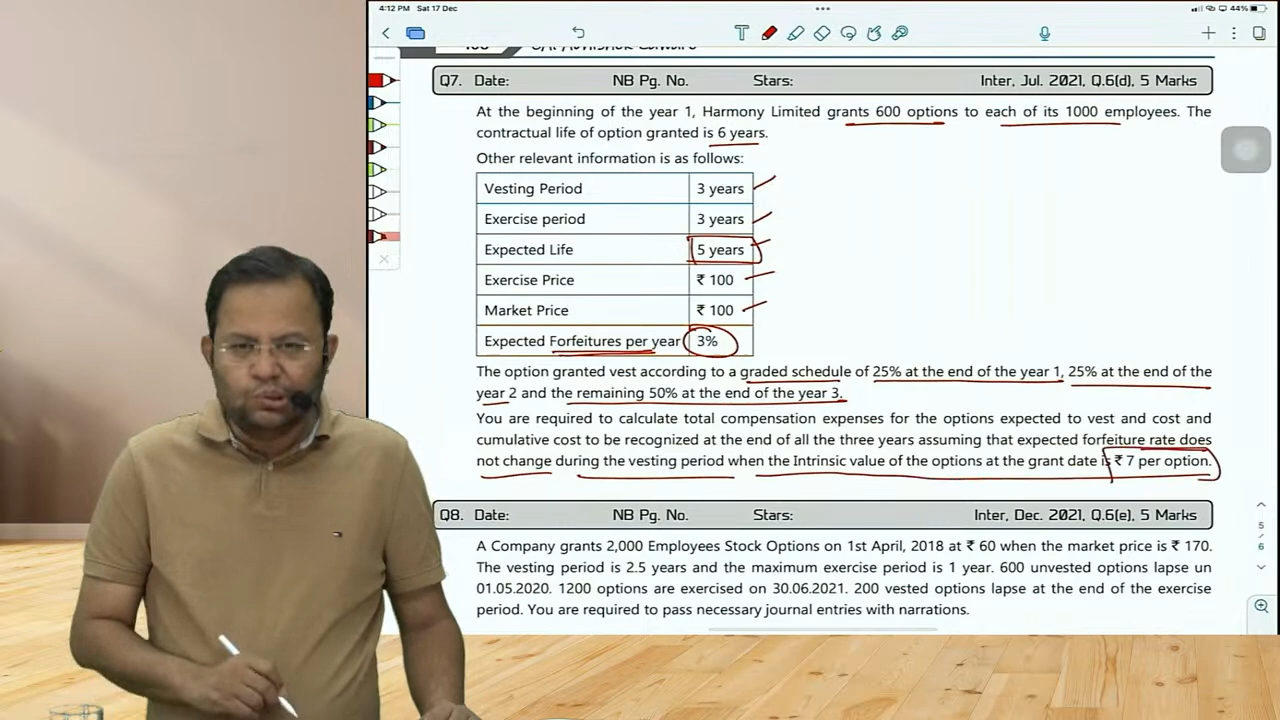 4:12 PM Sat 17 Dec
44%
Q7. Date: NB Pg. No. Stars: Inter, Jul. 2021, Q.6(d), 5 Marks
At the beginning of the year 1, Harmony Limited grants 600 options to each of its 1000 employees. The
contractual life of option granted is 6 years.
Other relevant information is as follows:
Vesting Period 3 years
Exercise period 3 years
Expected Life 5 years
Exercise Price ₹ 100
Market Price ₹ 100
Expected Forfeitures per year 3%
The option granted vest according to a graded schedule of 25% at the end of the year 1, 25% at the end of the
year 2 and the remaining 50% at the end of the year 3.
You are required to calculate total compensation expenses for the options expected to vest and cost and
cumulative cost to be recognized at the end of all the three years assuming that expected forfeiture rate does
not change during the vesting period when the Intrinsic value of the options at the grant date is ₹ 7 per option.
Q8. Date: NB Pg. No. Stars: Inter, Dec. 2021, Q.6(e), 5 Marks
A Company grants 2,000 Employees Stock Options on 1st April, 2018 at ₹ 60 when the market price is ₹ 170.
The vesting period is 2.5 years and the maximum exercise period is 1 year. 600 unvested options lapse un
01.05.2020. 1200 options are exercised on 30.06.2021. 200 vested options lapse at the end of the exercise
period. You are required to pass necessary journal entries with narrations.
5
6